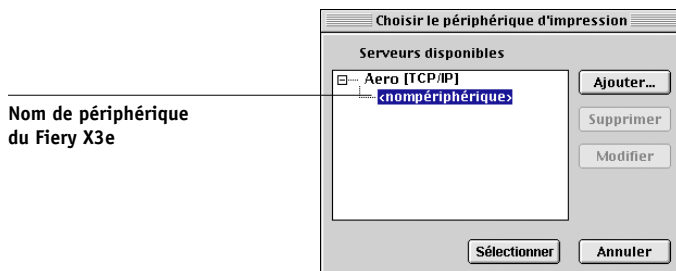 Choisir le périphérique d'impression
Serveurs disponibles
Aero [TCP/IP]
<nompériphérique>
Ajouter...
Supprimer
Modifier
Sélectionner
Annuler
Nom de périphérique
du Fiery X3e